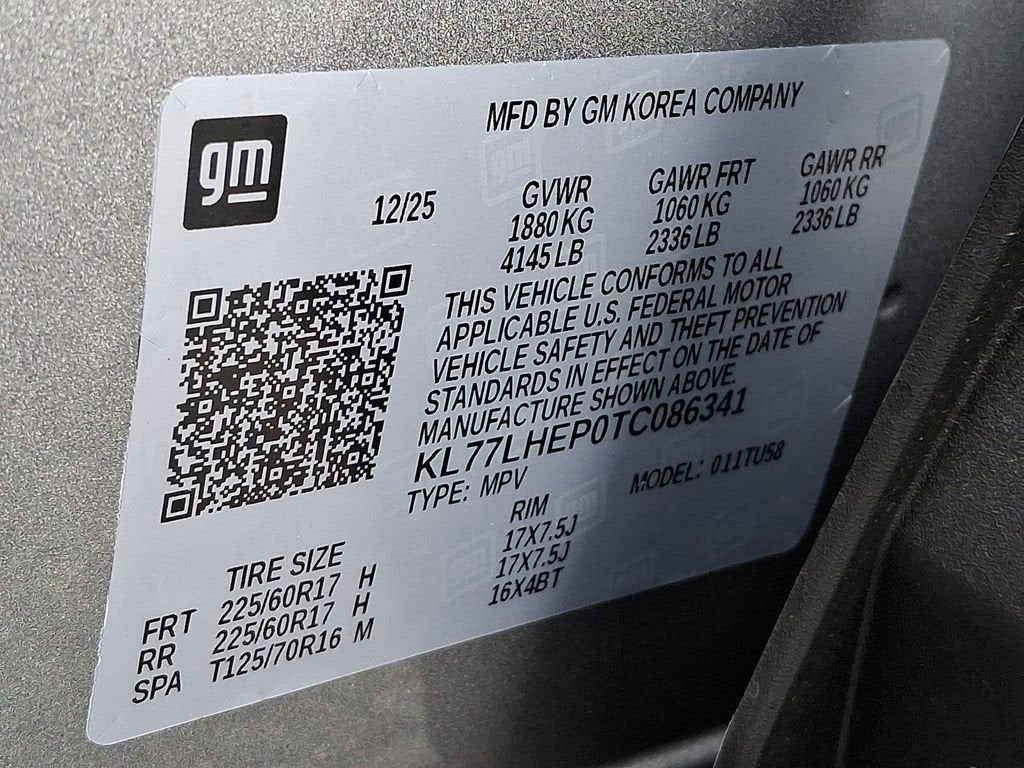 gm
MFD BY GM KOREA COMPANY
12/25
GVWR
1880 KG
4145 LB
GAWR FRT
1060 KG
2336 LB
GAWR RR
1060 KG
2336 LB
THIS VEHICLE CONFORMS TO ALL
APPLICABLE U.S. FEDERAL MOTOR
VEHICLE SAFETY AND THEFT PREVENTION
STANDARDS IN EFFECT ON THE DATE OF
MANUFACTURE SHOWN ABOVE.
KL77LHEP0TC086341
TYPE: MPV
MODEL: 011TU58
TIRE SIZE RIM
FRT 225/60R17 H 17X7.5J
RR 225/60R17 H 17X7.5J
SPA T125/70R16 M 16X4BT